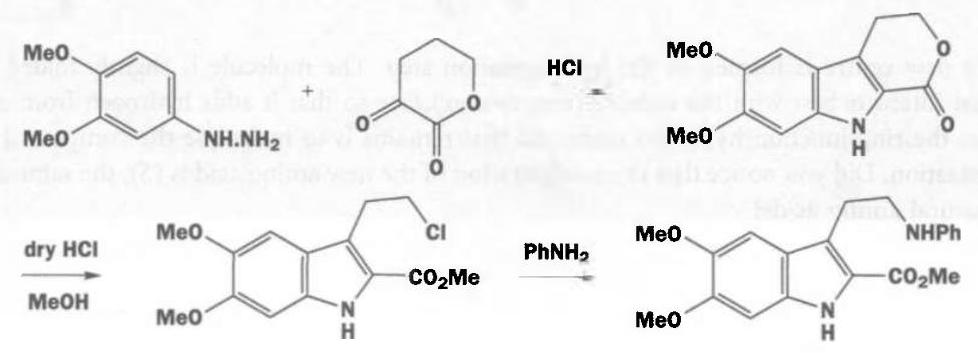 MeO
MeO
NH.NH₂
+
O
O
O
HCl
MeO
MeO
N
H
O
O
dry HCl
MeOH
MeO
MeO
Cl
CO₂Me
N
H
PhNH₂
MeO
MeO
NHPh
CO₂Me
N
H